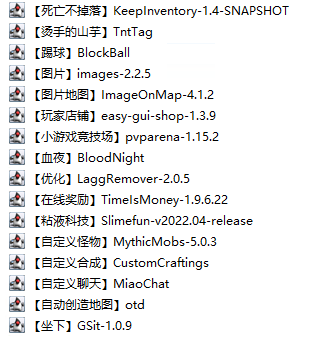 【死亡不掉落】KeepInventory-1.4-SNAPSHOT
【烫手的山芋】TntTag
【踢球】BlockBall
【图片】images-2.2.5
【图片地图】ImageOnMap-4.1.2
【玩家店铺】easy-gui-shop-1.3.9
【小游戏竞技场】pvparena-1.15.2
【血夜】BloodNight
【优化】LaggRemover-2.0.5
【在线奖励】TimeIsMoney-1.9.6.22
【粘液科技】Slimefun-v2022.04-release
【自定义怪物】MythicMobs-5.0.3
【自定义合成】CustomCraftings
【自定义聊天】MiaoChat
【自动创造地图】otd
【坐下】GSit-1.0.9